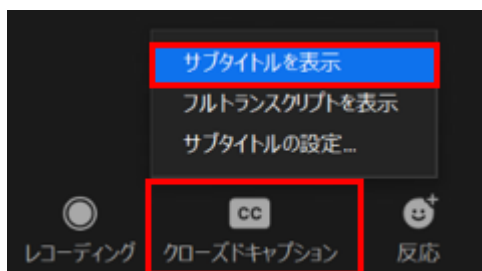 サブタイトルを表示
フルトランスクリプトを表示
サブタイトルの設定...
CC
レコーディング クローズドキャプション 反応